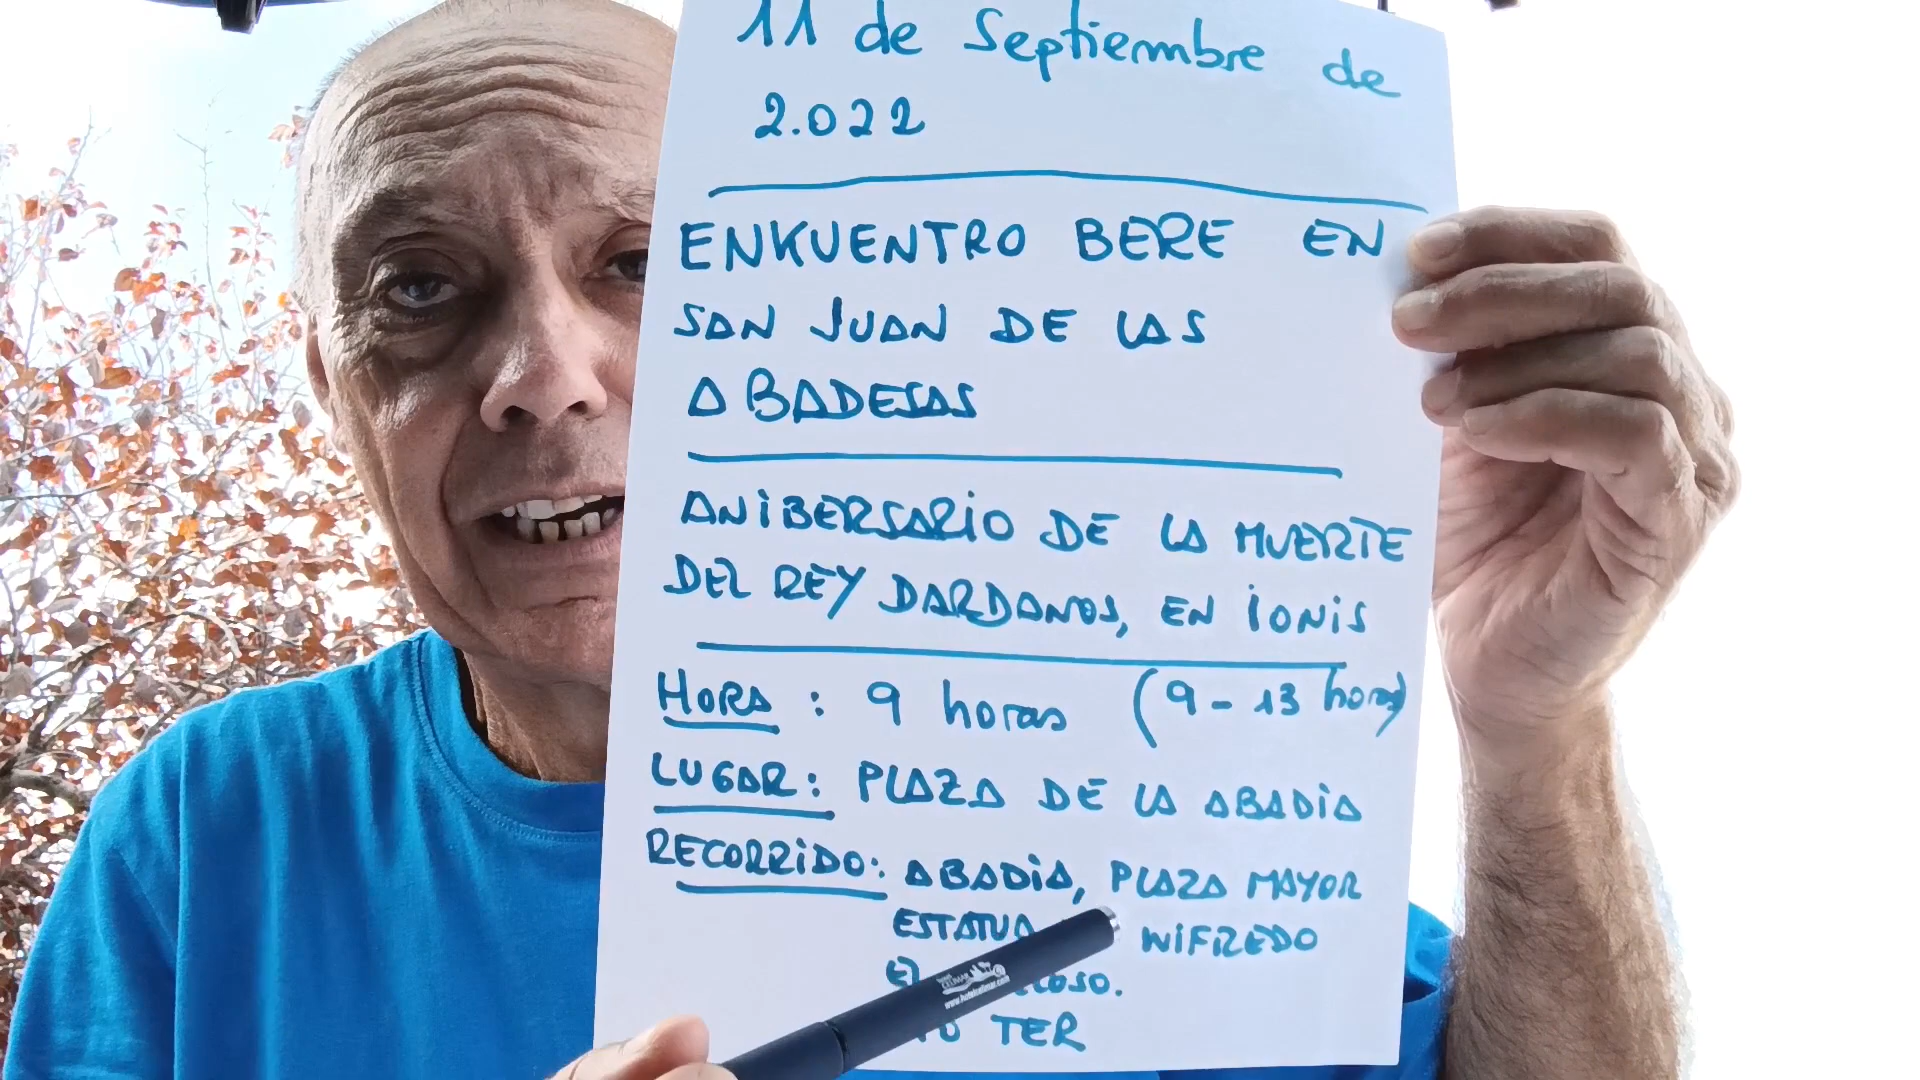 11 de Septiembre de
2.022
ENKUENTRO BERE EN
SAN JUAN DE LAS
ABADESAS
ANIBERSARIO DE LA MUERTE
DEL REY DARDANOS, EN IONIS
HORA : 9 horas (9 - 13 horas)
LUGAR: PLAZA DE LA ABADIA
RECORRIDO: ABADIA, PLAZA MAYOR
ESTATUA WIFREDO
TER